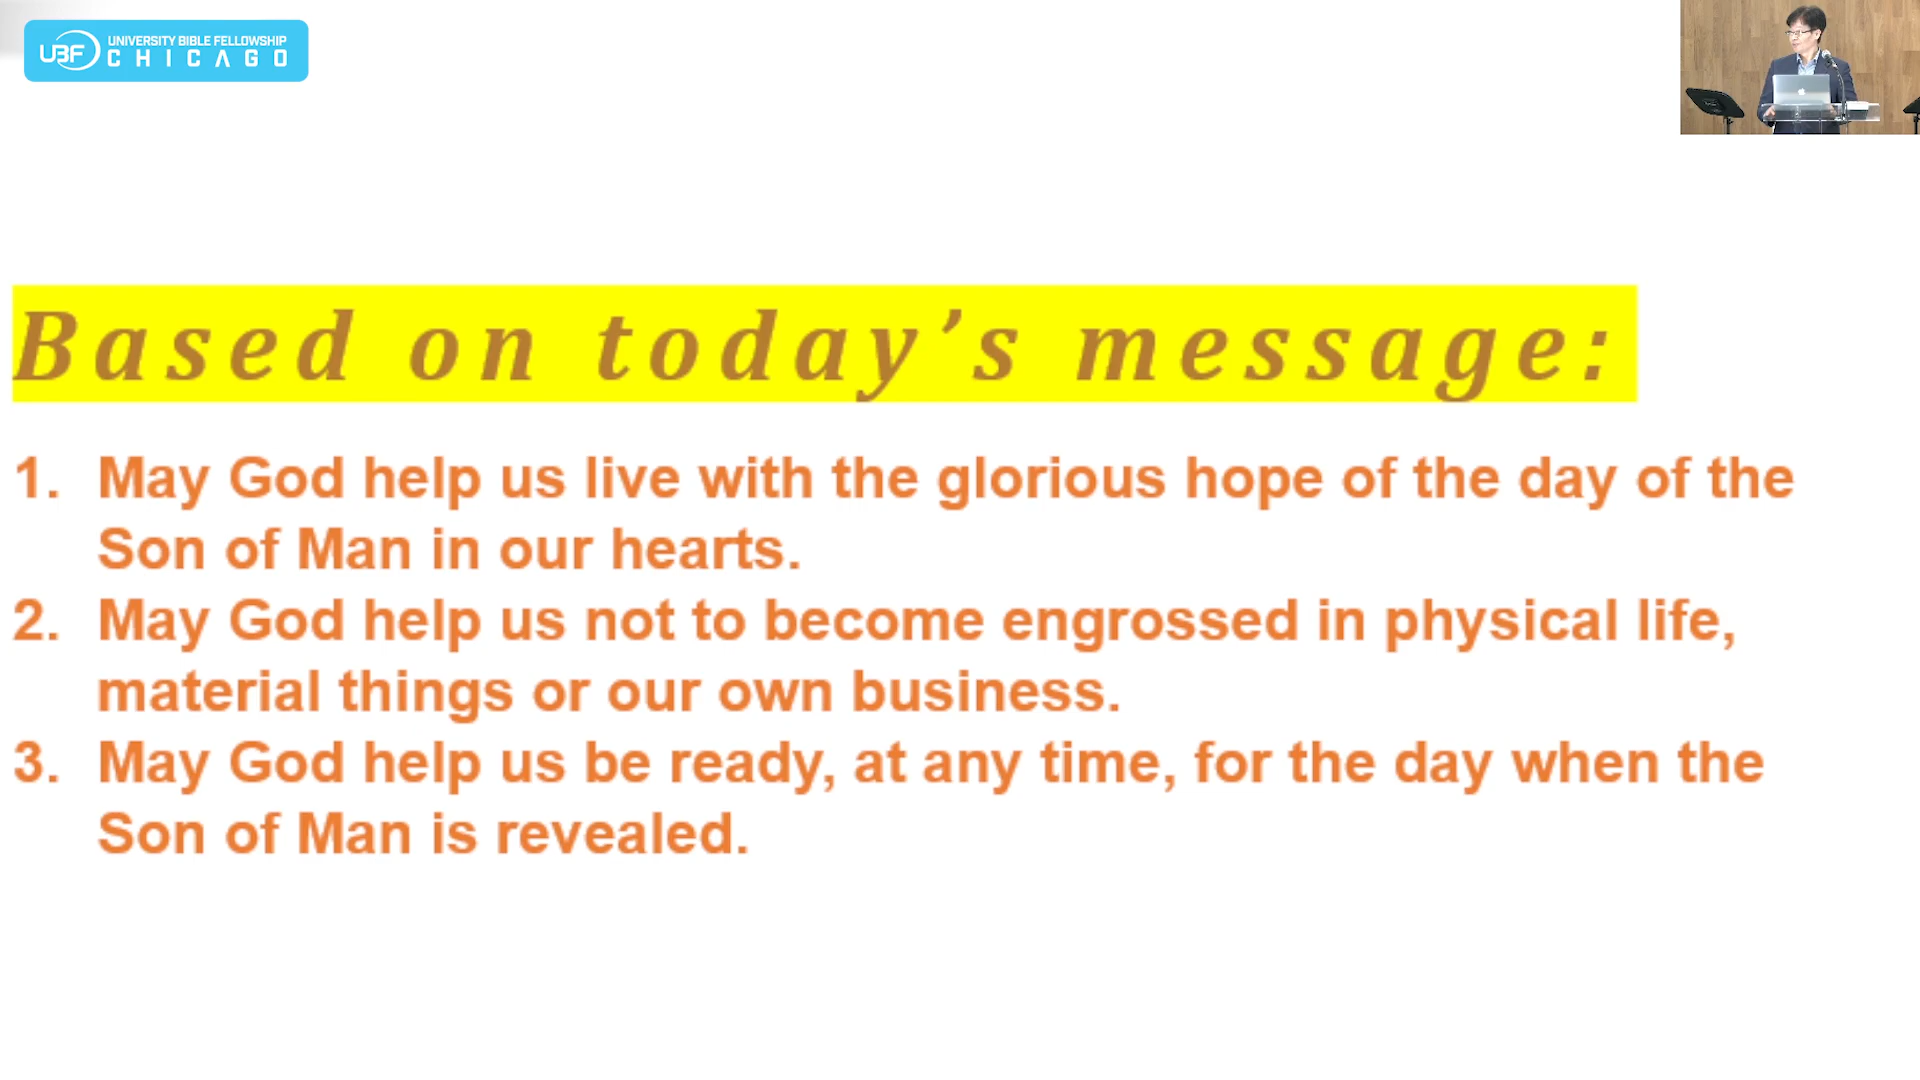 UBF UNIVERSITY BIBLE FELLOWSHIP
CHICAGO
Based on today’s message:
1. May God help us live with the glorious hope of the day of the
Son of Man in our hearts.
2. May God help us not to become engrossed in physical life,
material things or our own business.
3. May God help us be ready, at any time, for the day when the
Son of Man is revealed.